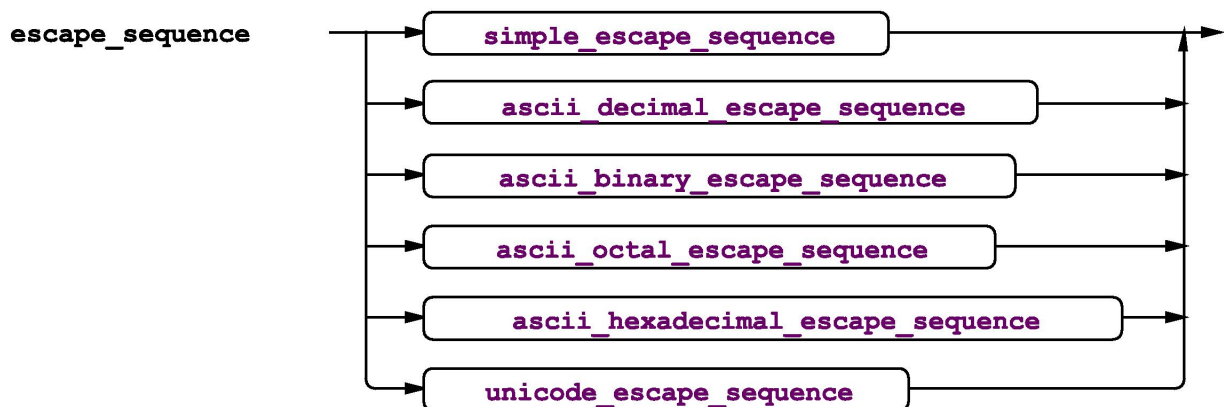 escape_sequence simple_escape_sequence
ascii_decimal_escape_sequence
ascii_binary_escape_sequence
ascii_octal_escape_sequence
ascii_hexadecimal_escape_sequence
unicode_escape_sequence